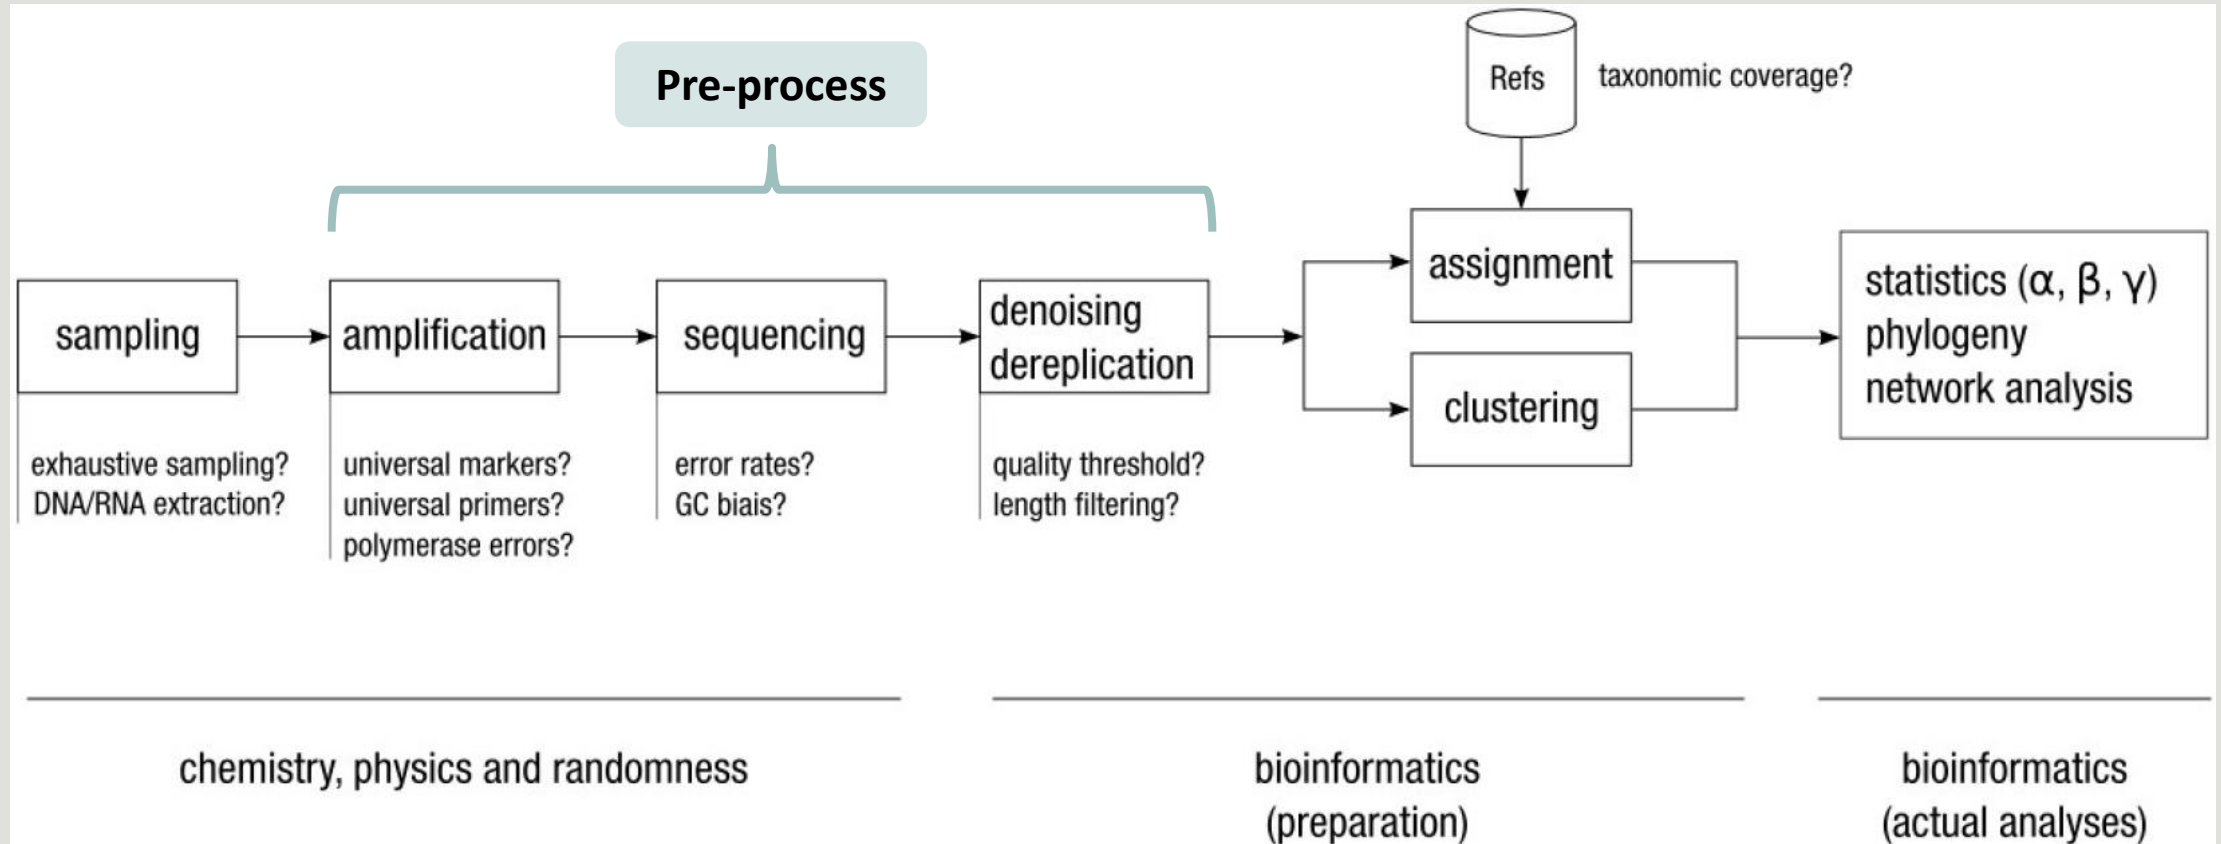 Pre-process
Refs
taxonomic coverage?
sampling
amplification
sequencing
denoising
dereplication
assignment
clustering
statistics (α, β, γ)
phylogeny
network analysis
exhaustive sampling?
DNA/RNA extraction?
universal markers?
universal primers?
polymerase errors?
error rates?
GC biais?
quality threshold?
length filtering?
chemistry, physics and randomness
bioinformatics
(preparation)
bioinformatics
(actual analyses)